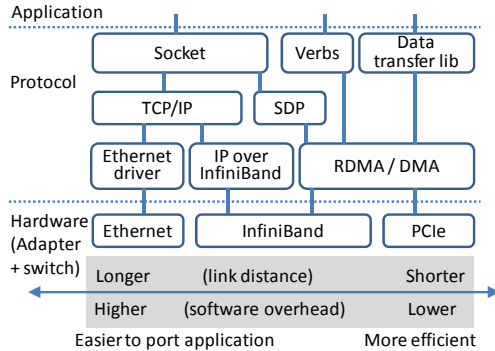 Application
Socket
Verbs
Data
transfer lib
Protocol
TCP/IP
SDP
Ethernet
driver
IP over
InfiniBand
RDMA / DMA
Hardware
(Adapter
+ switch)
Ethernet
InfiniBand
PCIe
Longer (link distance) Shorter
Higher (software overhead) Lower
Easier to port application More efficient